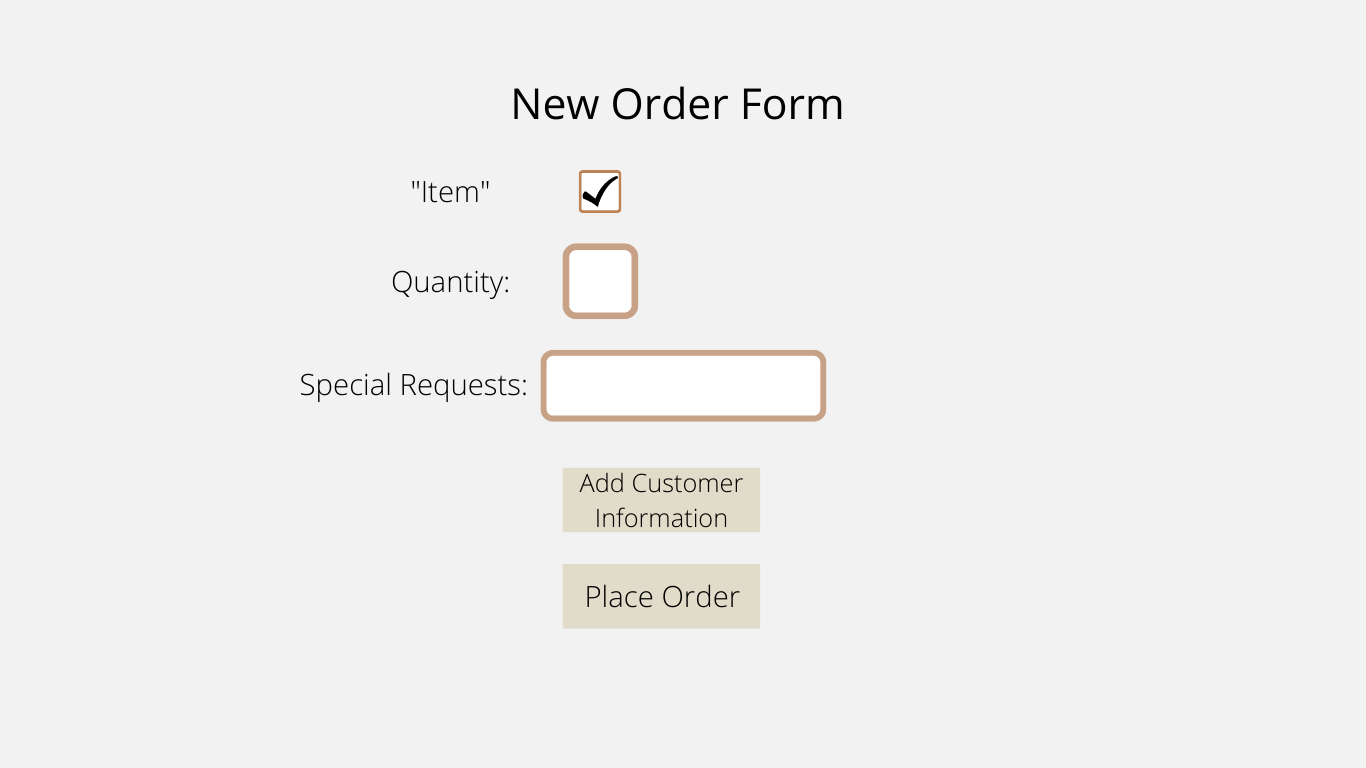 New Order Form
"Item"
Quantity:
Special Requests:
Add Customer
Information
Place Order